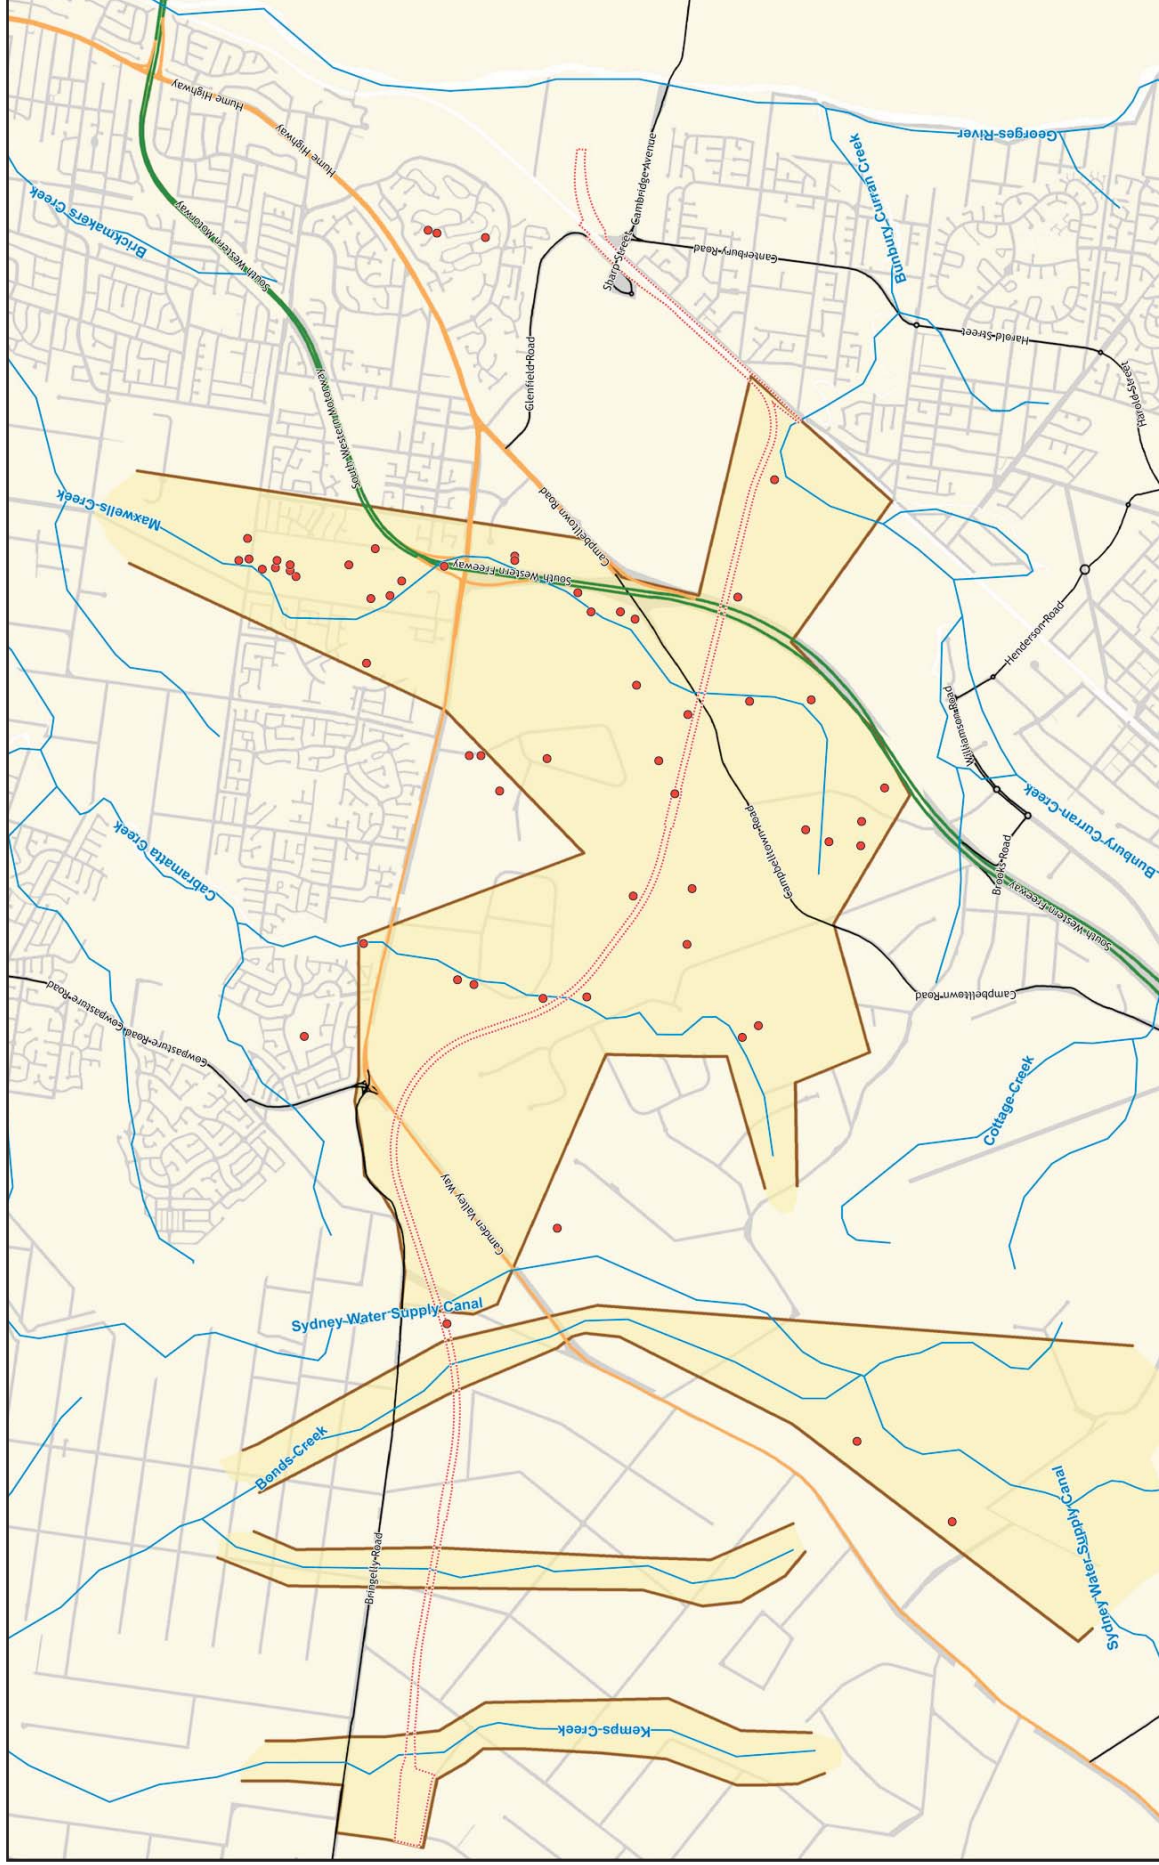 Hume Highway
Hume Highway
Brickmakers Creek
South Western Motorway
South Western Motorway
South Western Motorway
Georges River
Cambridge Avenue
Bunbury Curran Creek
Canterbury Road
Sharp Street
Harold Street
Harold Street
Glenfield Road
Maxwells Creek
Campbelltown Road
South Western Freeway
Henderson Road
Williamson Road
Bunbury Curran Creek
Brooks Road
South Western Freeway
Cabramatta Creek
Campbelltown Road
Cowpasture Road
Cowpasture Road
Campbelltown Road
Cottage Creek
Camden Valley Way
Sydney Water Supply Canal
Bonds Creek
Sydney Water Supply Canal
Bringelly Road
Kemps Creek